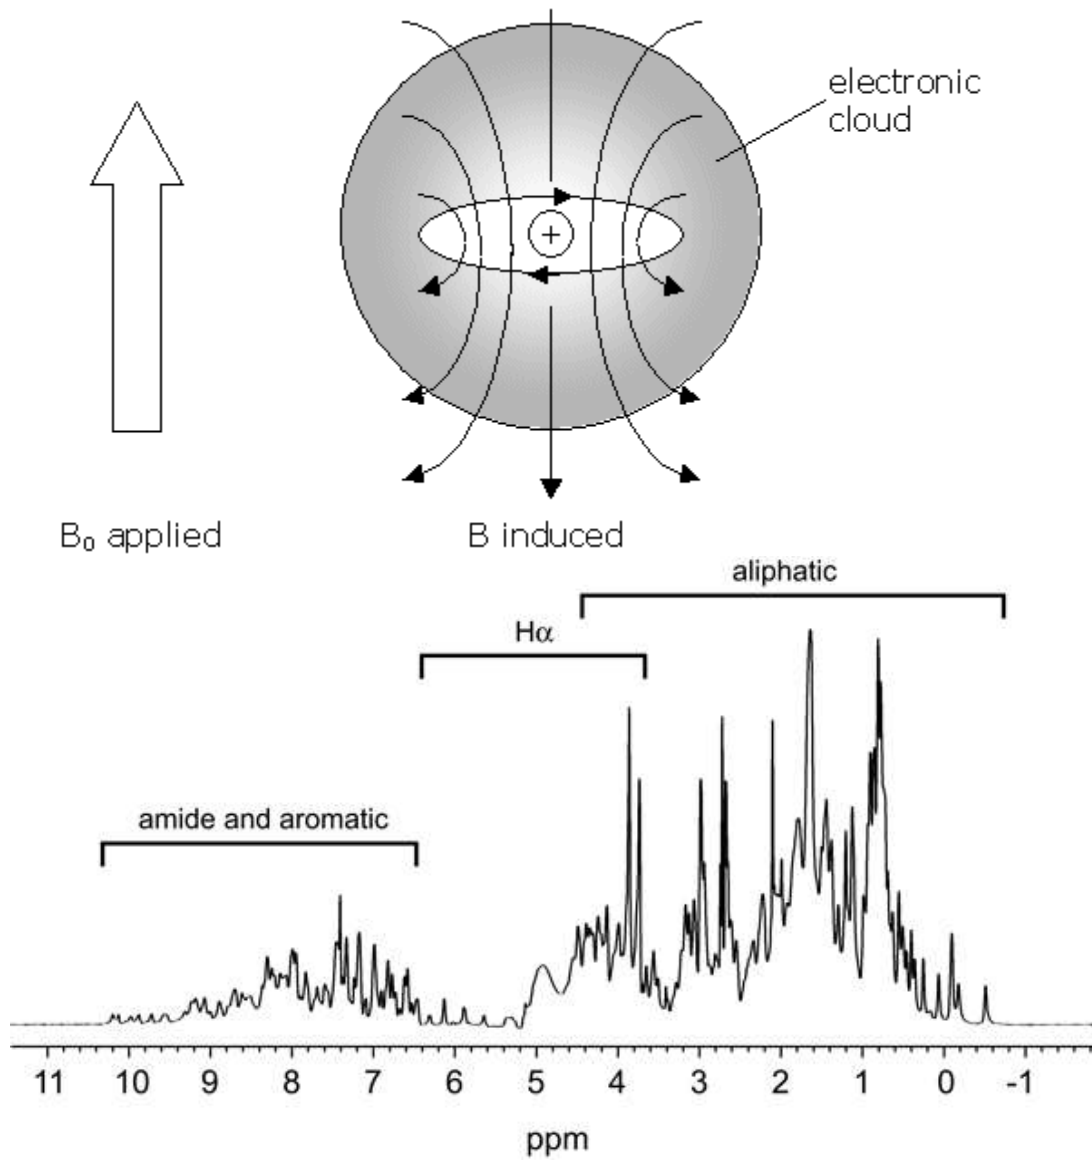 electronic
cloud
+
B₀ applied
B induced
aliphatic
Hα
amide and aromatic
11 10 9 8 7 6 5 4 3 2 1 0 -1
ppm